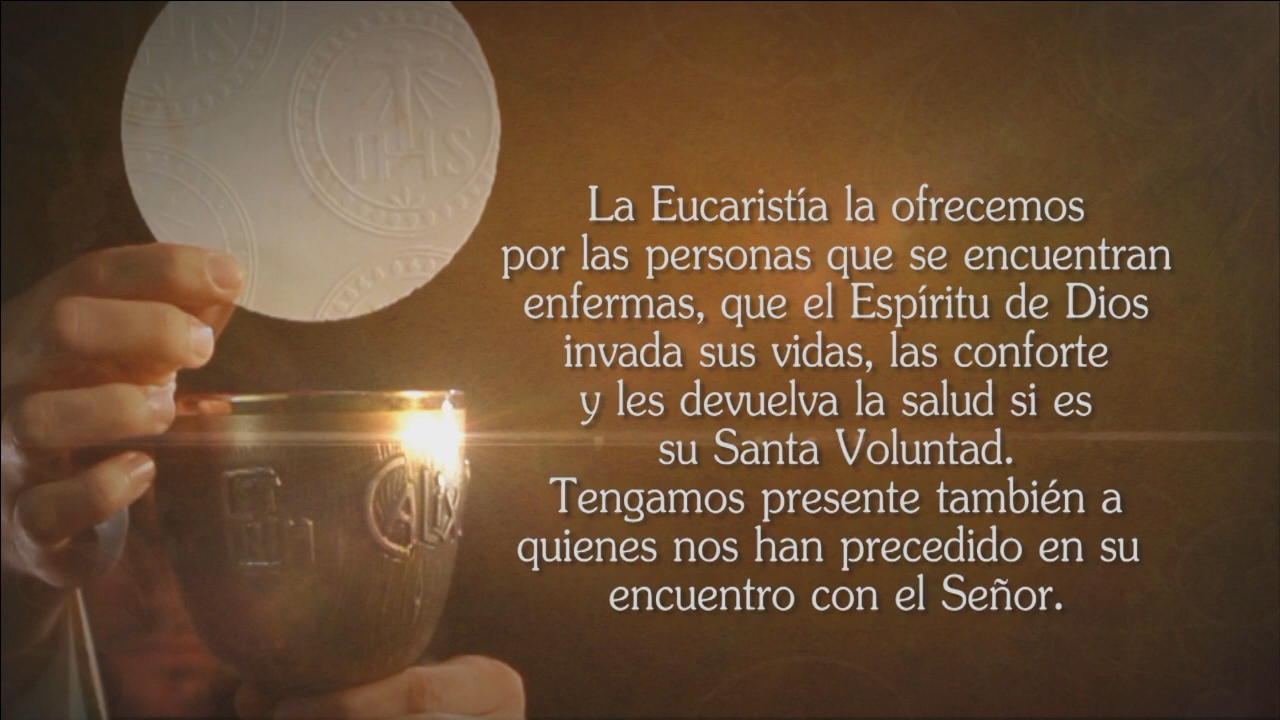 IHS
La Eucaristía la ofrecemos
por las personas que se encuentran
enfermas, que el Espíritu de Dios
invada sus vidas, las conforte
y les devuelva la salud si es
su Santa Voluntad.
Tengamos presente también a
quienes nos han precedido en su
encuentro con el Señor.